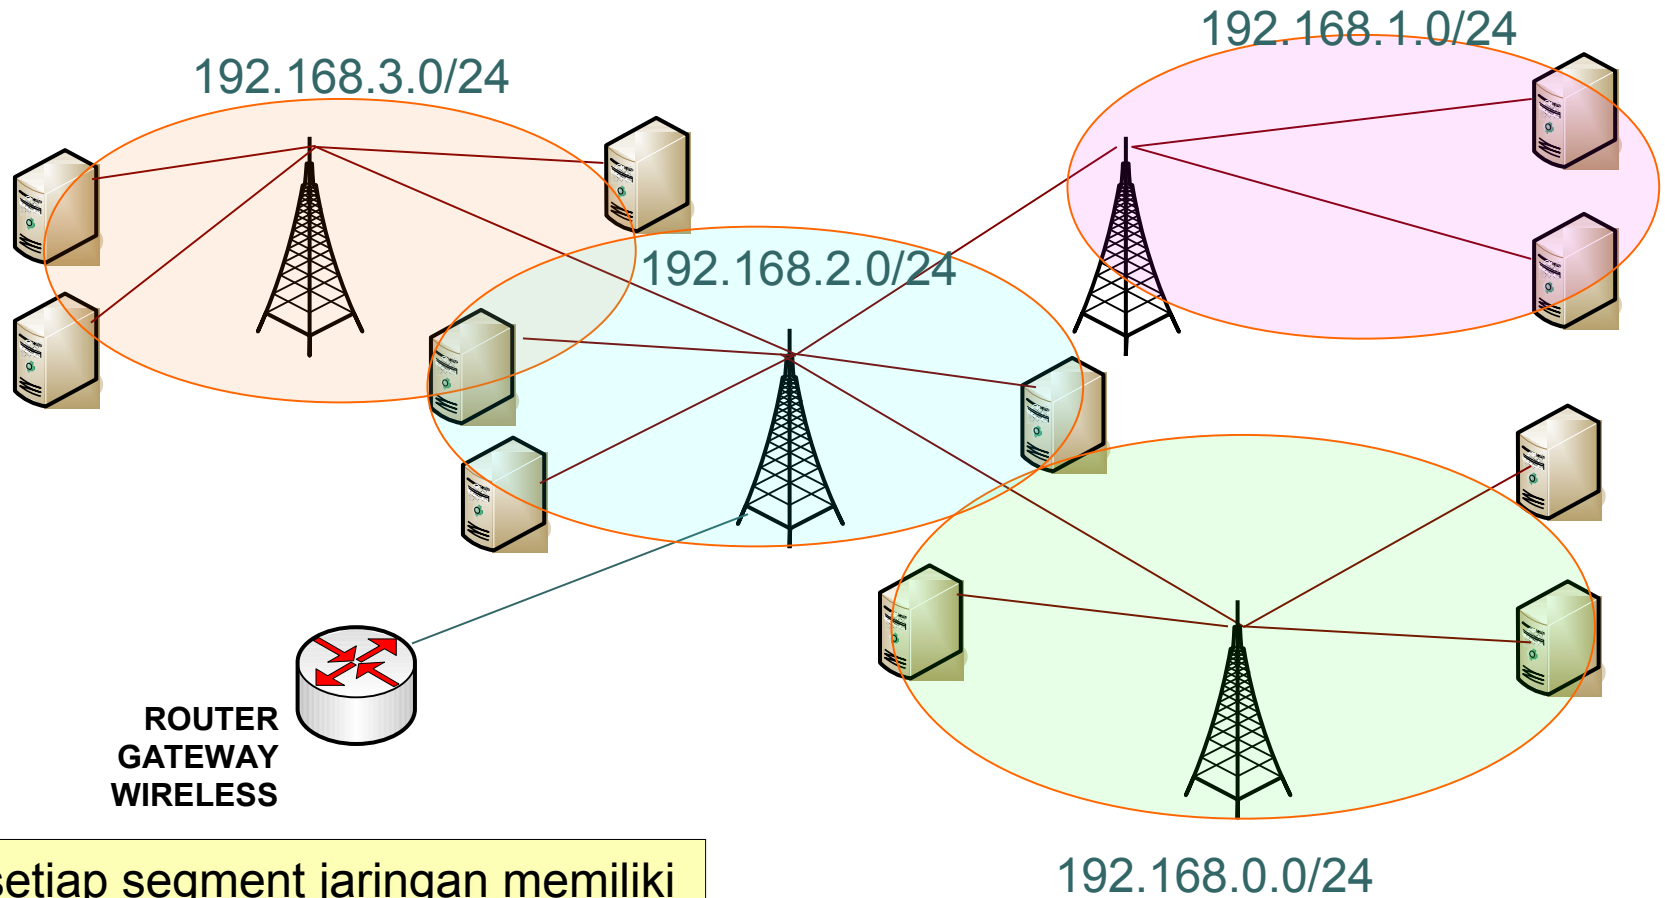 192.168.1.0/24
192.168.3.0/24
192.168.2.0/24
ROUTER
GATEWAY
WIRELESS
setiap segment jaringan memiliki
192.168.0.0/24